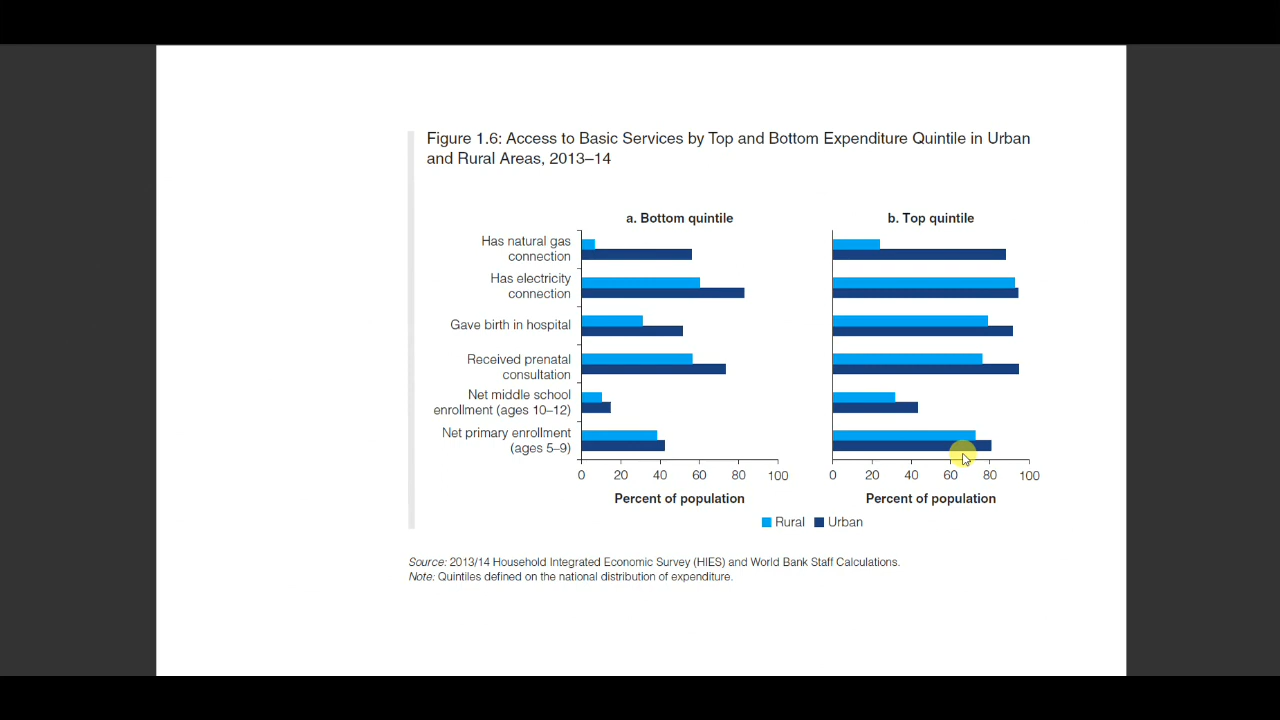 Figure 1.6: Access to Basic Services by Top and Bottom Expenditure Quintile in Urban
and Rural Areas, 2013–14
a. Bottom quintile
b. Top quintile
Has natural gas
connection
Has electricity
connection
Gave birth in hospital
Received prenatal
consultation
Net middle school
enrollment (ages 10–12)
Net primary enrollment
(ages 5–9)
0 20 40 60 80 100
0 20 40 60 80 100
Percent of population
Percent of population
Rural Urban
Source: 2013/14 Household Integrated Economic Survey (HIES) and World Bank Staff Calculations.
Note: Quintiles defined on the national distribution of expenditure.